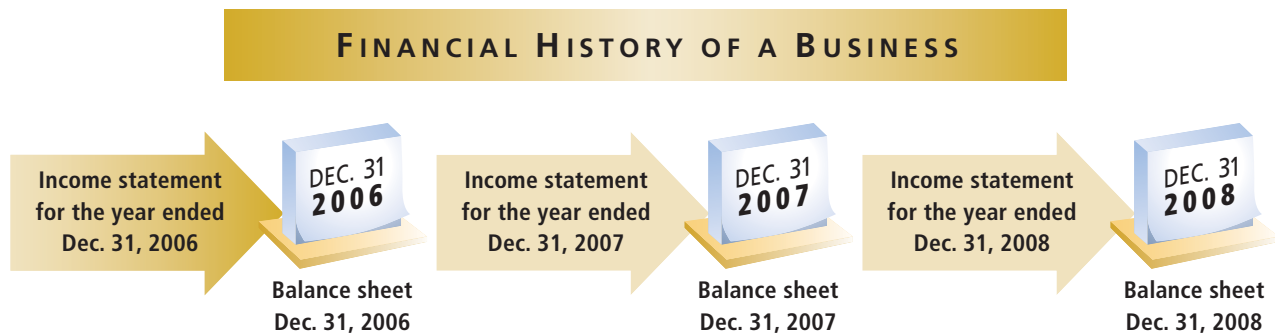 FINANCIAL HISTORY OF A BUSINESS
Income statement
for the year ended
Dec. 31, 2006
DEC. 31
2006
Balance sheet
Dec. 31, 2006
Income statement
for the year ended
Dec. 31, 2007
DEC. 31
2007
Balance sheet
Dec. 31, 2007
Income statement
for the year ended
Dec. 31, 2008
DEC. 31
2008
Balance sheet
Dec. 31, 2008